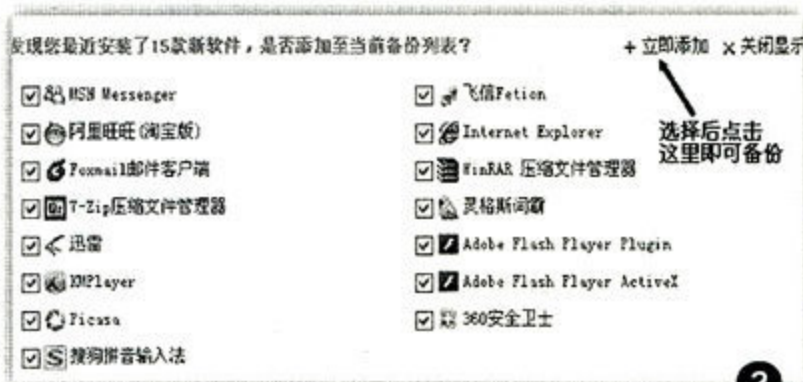 发现您最近安装了15款新软件，是否添加至当前备份列表？ + 立即添加 x 关闭显示
MSN Messenger
飞信Fetion
阿里旺旺(淘宝版)
Internet Explorer
选择后点击
这里即可备份
Foxmail邮件客户端
WinRAR 压缩文件管理器
7-Zip压缩文件管理器
灵格斯词霸
迅雷
Adobe Flash Player Plugin
KMPlayer
Adobe Flash Player ActiveX
Picasa
360安全卫士
搜狗拼音输入法
2